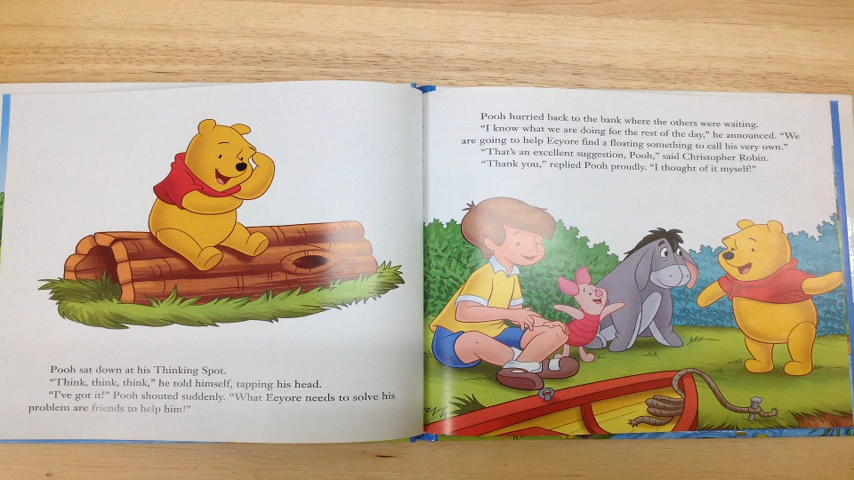 Pooh sat down at his Thinking Spot.
“Think, think, think,” he told himself, tapping his head.
“I’ve got it!” Pooh shouted suddenly. “What Eeyore needs to solve his
problem are friends to help him!”
Pooh hurried back to the bank where the others were waiting.
“I know what we are doing for the rest of the day,” he announced. “We
are going to help Eeyore find a floating something to call his very own.”
“That’s an excellent suggestion, Pooh,” said Christopher Robin.
“Thank you,” replied Pooh proudly. “I thought of it myself!”